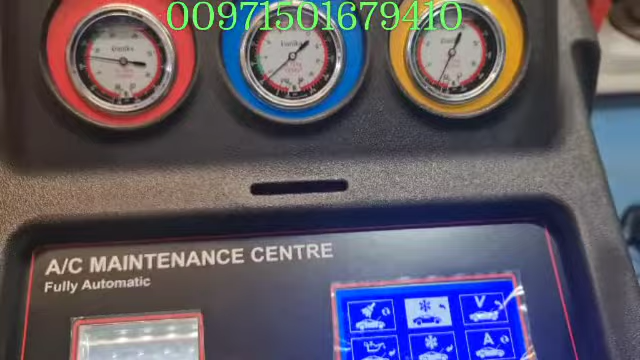 00971501679410
A/C MAINTENANCE CENTRE
Fully Automatic
V
A